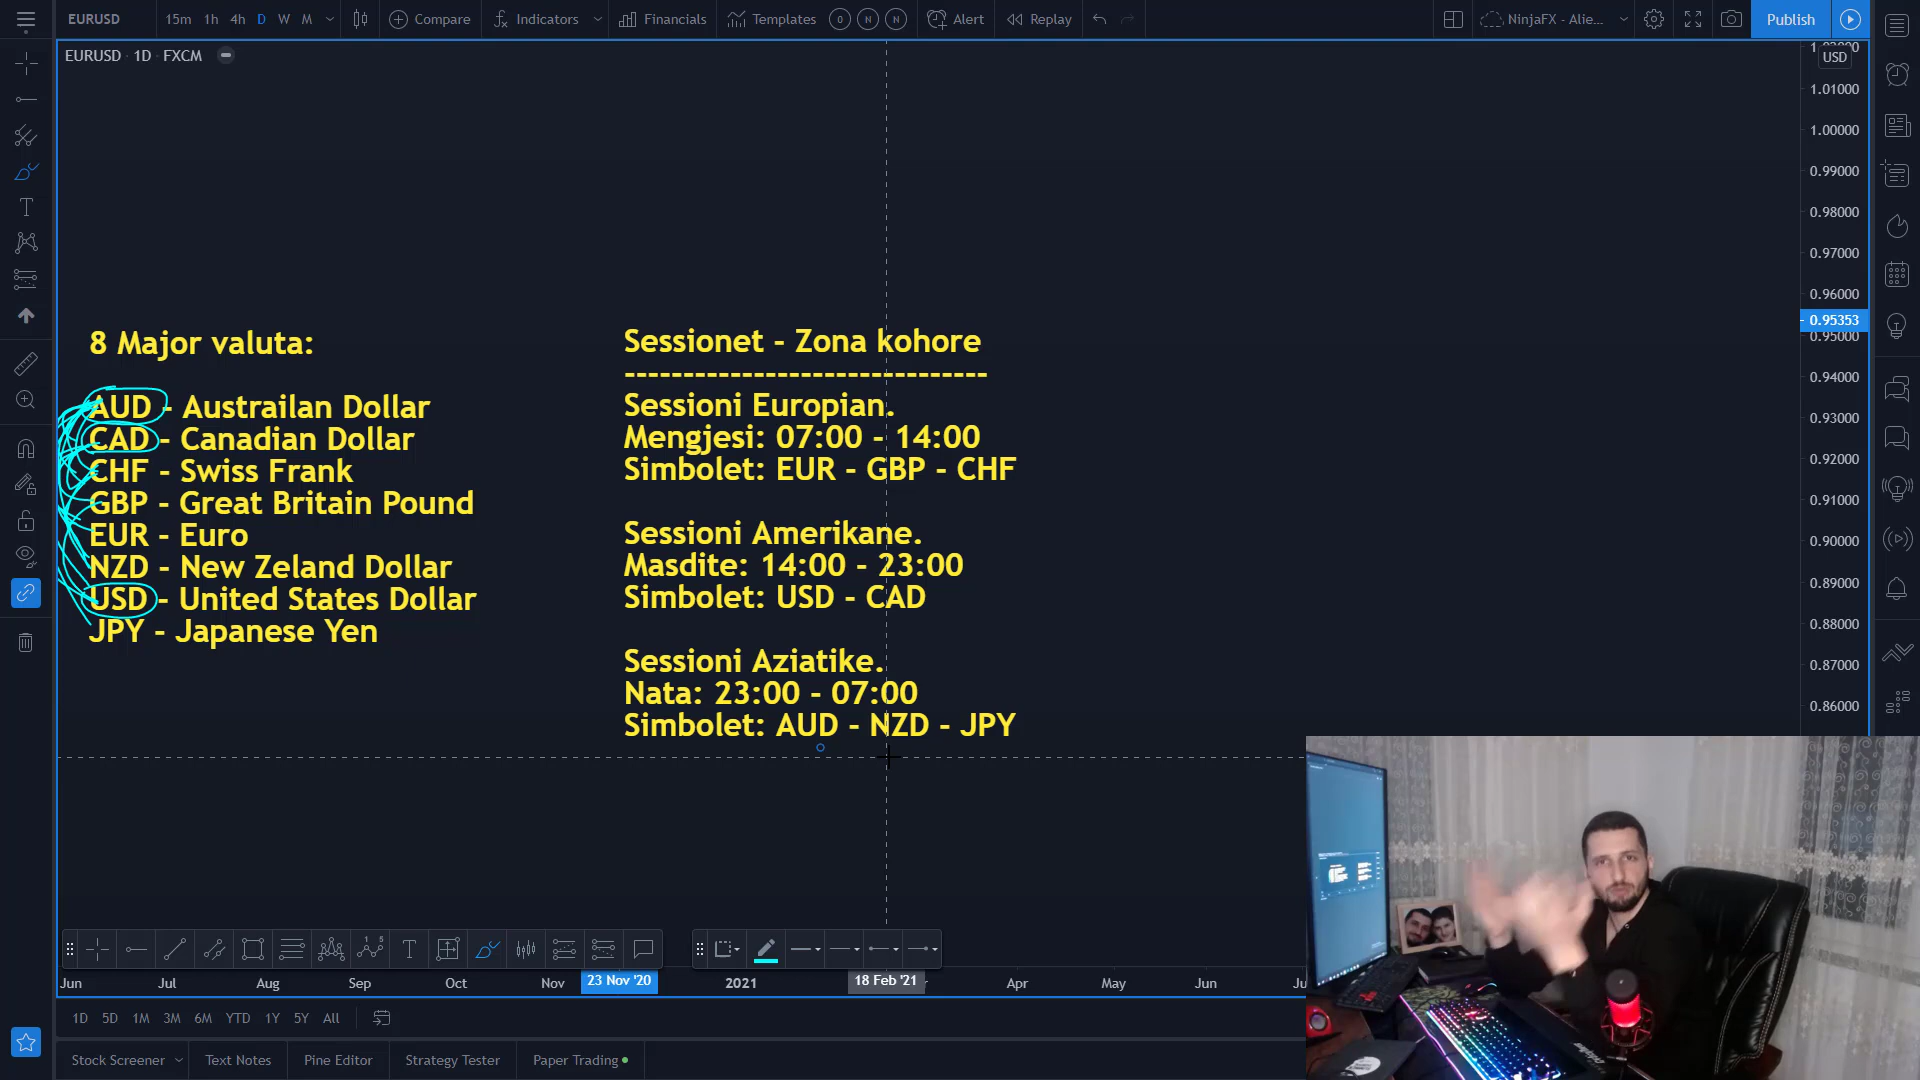 EURUSD 15m 1h 4h D W M Compare Indicators Financials Templates O N N Alert Replay NinjaFX - Alie... Publish
EURUSD · 1D · FXCM
USD
1.01000
1.00000
0.99000
0.98000
0.97000
0.96000
0.95353
0.95000
0.94000
0.93000
0.92000
0.91000
0.90000
0.89000
0.88000
0.87000
0.86000
8 Major valuta:
AUD - Austrailan Dollar
CAD - Canadian Dollar
CHF - Swiss Frank
GBP - Great Britain Pound
EUR - Euro
NZD - New Zeland Dollar
USD - United States Dollar
JPY - Japanese Yen
Sessionet - Zona kohore
------------------------------
Sessioni Europian.
Mengjesi: 07:00 - 14:00
Simbolet: EUR - GBP - CHF
Sessioni Amerikane.
Masdite: 14:00 - 23:00
Simbolet: USD - CAD
Sessioni Aziatike.
Nata: 23:00 - 07:00
Simbolet: AUD - NZD - JPY
Jun Jul Aug Sep Oct Nov 23 Nov '20 2021 18 Feb '21 Apr May Jun
1D 5D 1M 3M 6M YTD 1Y 5Y All
Stock Screener Text Notes Pine Editor Strategy Tester Paper Trading